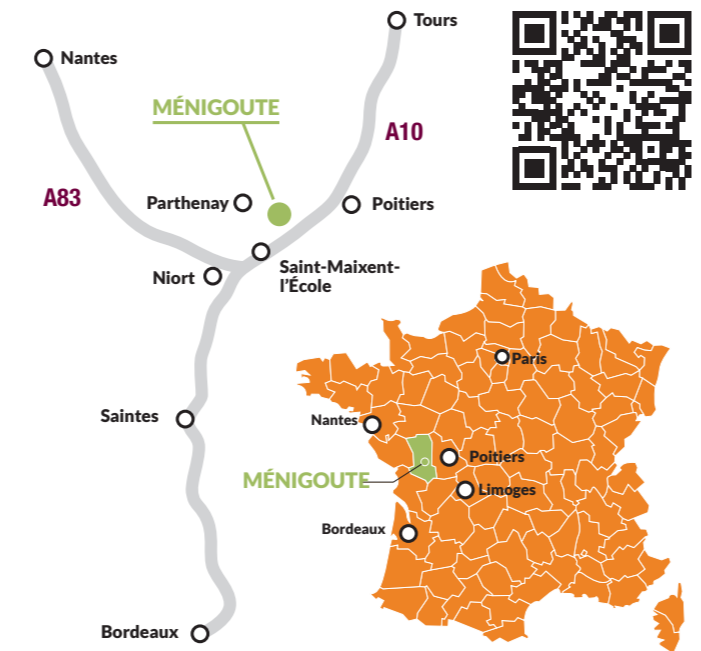 Tours
Nantes
MÉNIGOUTE
A10
A83
Parthenay
Poitiers
Saint-Maixent-
l’École
Niort
Saintes
Bordeaux
Paris
Nantes
Poitiers
MÉNIGOUTE
Limoges
Bordeaux